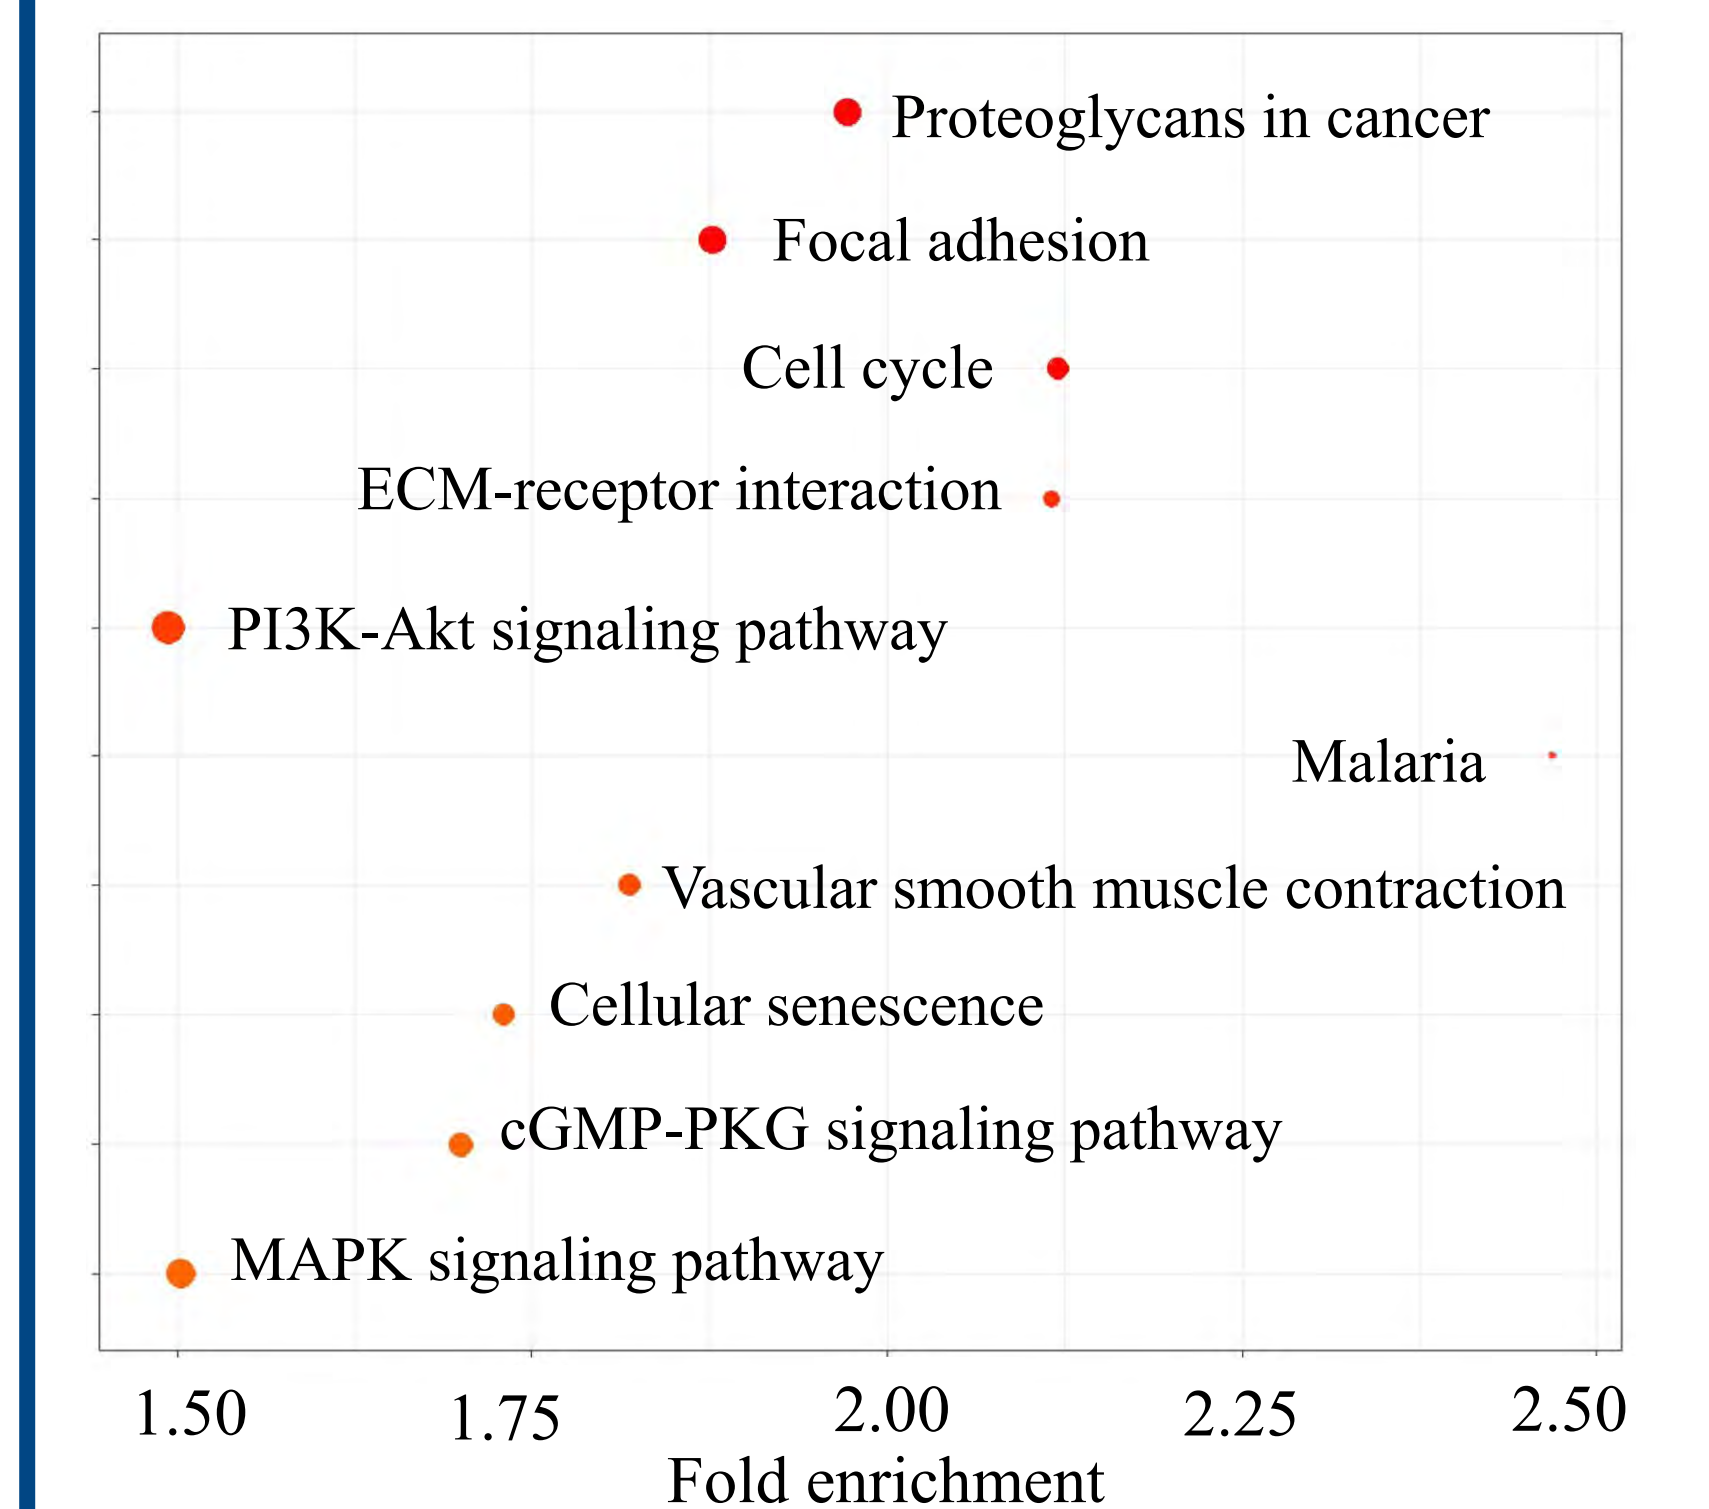 Proteoglycans in cancer
Focal adhesion
Cell cycle
ECM-receptor interaction
PI3K-Akt signaling pathway
Malaria
Vascular smooth muscle contraction
Cellular senescence
cGMP-PKG signaling pathway
MAPK signaling pathway
1.50 1.75 2.00 2.25 2.50
Fold enrichment